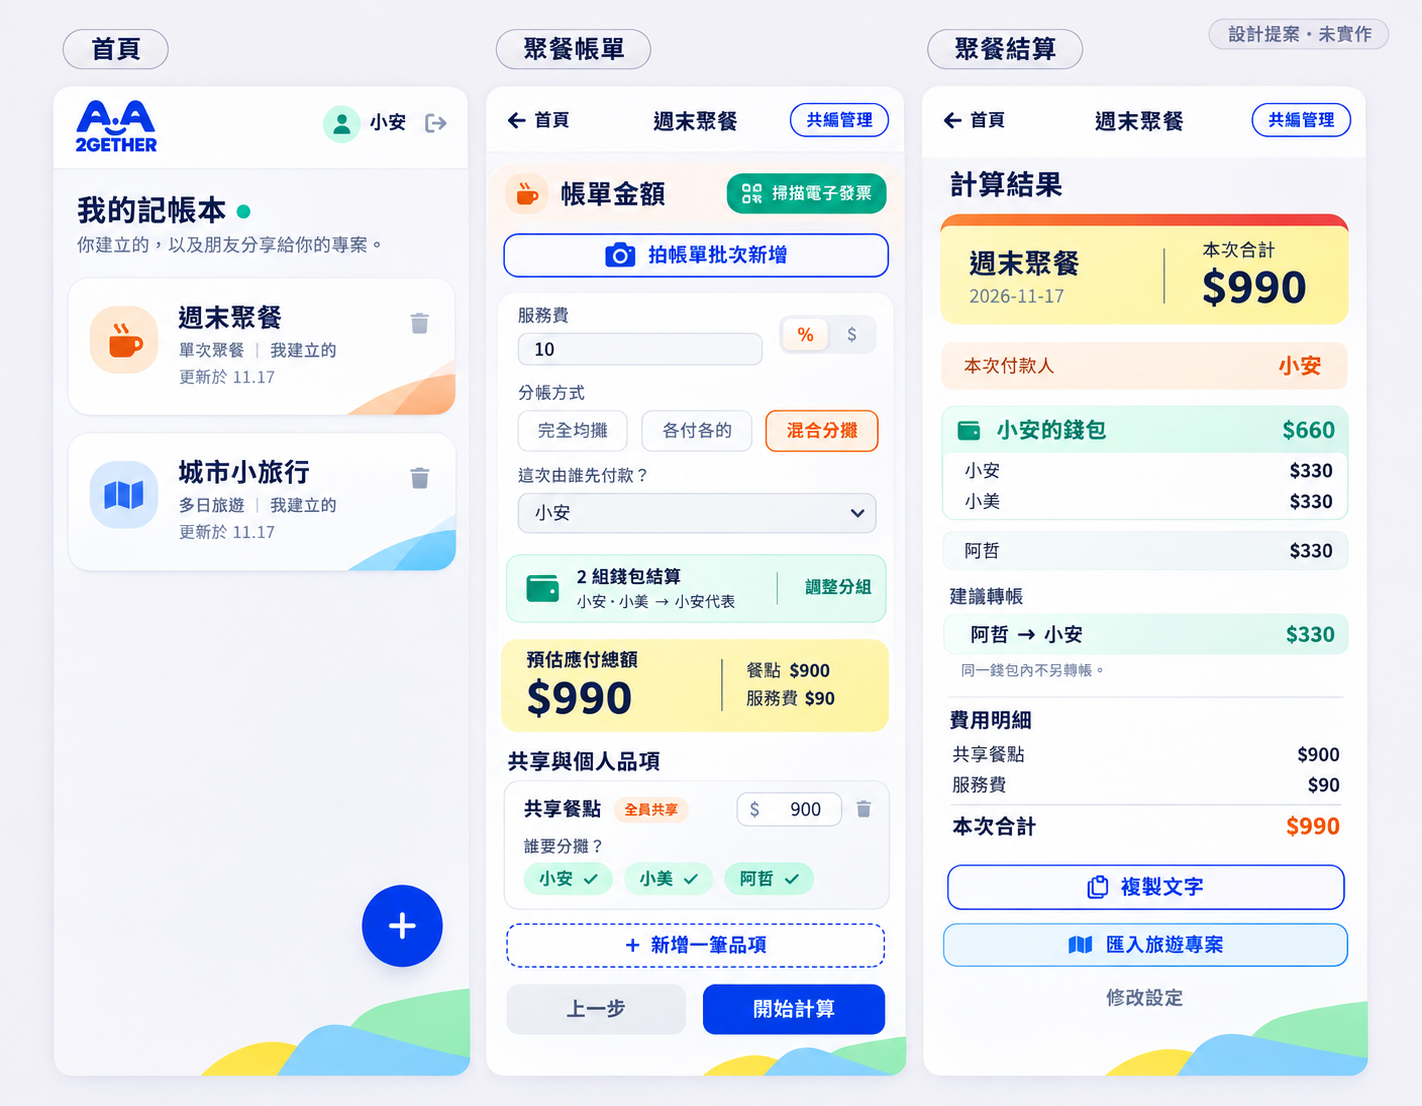 設計提案・未實作
首頁
AA
2GETHER
小安
我的記帳本
你建立的，以及朋友分享給你的專案。
週末聚餐
單次聚餐｜我建立的
更新於 11.17
城市小旅行
多日旅遊｜我建立的
更新於 11.17
+
聚餐帳單
← 首頁 週末聚餐 共編管理
帳單金額 掃描電子發票
拍帳單批次新增
服務費
10 % $
分帳方式
完全均攤 各付各的 混合分攤
這次由誰先付款？
小安
2 組錢包結算
小安・小美 → 小安代表
調整分組
預估應付總額
$990
餐點 $900
服務費 $90
共享與個人品項
共享餐點 全員共享 $ 900
誰要分攤？
小安 ✓ 小美 ✓ 阿哲 ✓
+ 新增一筆品項
上一步 開始計算
聚餐結算
← 首頁 週末聚餐 共編管理
計算結果
週末聚餐
2026-11-17
本次合計
$990
本次付款人 小安
小安的錢包 $660
小安 $330
小美 $330
阿哲 $330
建議轉帳
阿哲 → 小安 $330
同一錢包內不另轉帳。
費用明細
共享餐點 $900
服務費 $90
本次合計 $990
複製文字
匯入旅遊專案
修改設定